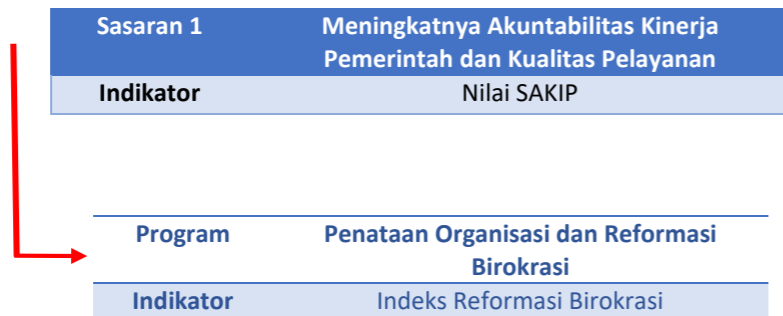 Sasaran 1 Meningkatnya Akuntabilitas Kinerja
Pemerintah dan Kualitas Pelayanan
Indikator Nilai SAKIP
Program Penataan Organisasi dan Reformasi
Birokrasi
Indikator Indeks Reformasi Birokrasi